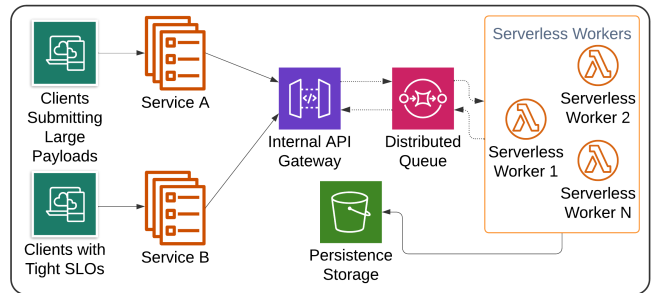 Clients
Submitting
Large
Payloads
Service A
Clients with
Tight SLOs
Service B
Internal API
Gateway
Distributed
Queue
Persistence
Storage
Serverless Workers
Serverless
Worker 1
Serverless
Worker 2
Serverless
Worker N